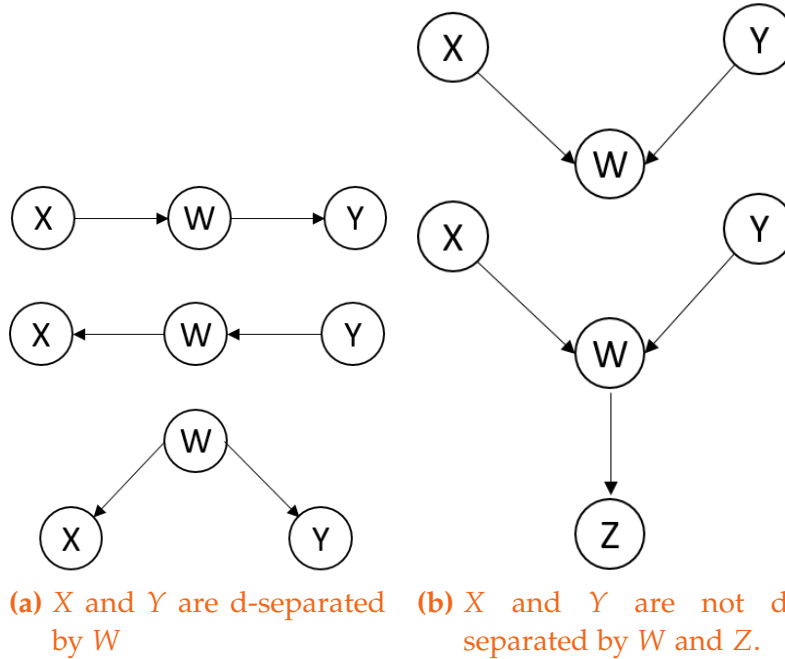 X W Y
X W Y
W
X Y
(a) X and Y are d-separated
by W
X Y
W
X Y
W
Z
(b) X and Y are not d
separated by W and Z.